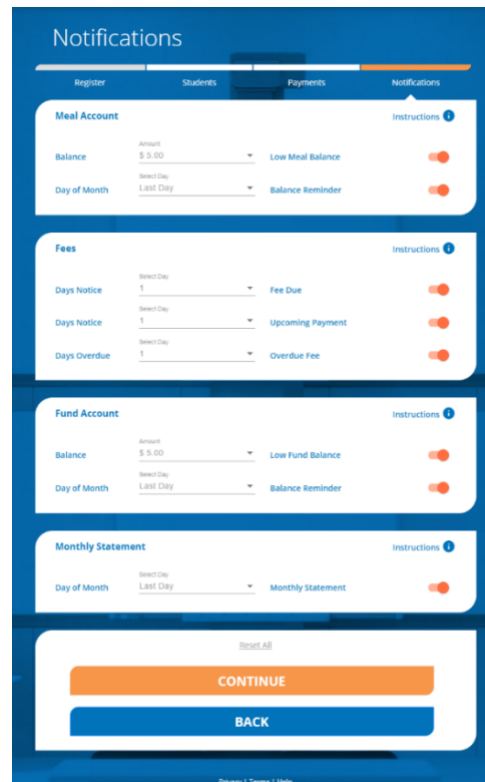 Notifications
Register Students Payments Notifications
Meal Account Instructions i
Amount
Balance $ 5.00 Low Meal Balance
Select Day
Day of Month Last Day Balance Reminder
Fees Instructions i
Select Day
Days Notice 1 Fee Due
Select Day
Days Notice 1 Upcoming Payment
Select Day
Days Overdue 1 Overdue Fee
Fund Account Instructions i
Amount
Balance $ 5.00 Low Fund Balance
Select Day
Day of Month Last Day Balance Reminder
Monthly Statement Instructions i
Select Day
Day of Month Last Day Monthly Statement
Reset All
CONTINUE
BACK
Privacy | Terms | Help